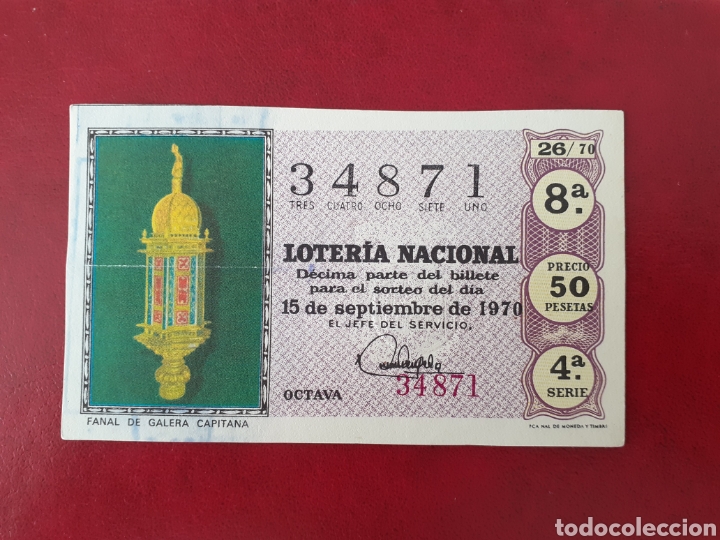 26/70
34871
TRES CUATRO OCHO SIETE UNO
8ª.
LOTERÍA NACIONAL
Décima parte del billete
para el sorteo del día
15 de septiembre de 1970
EL JEFE DEL SERVICIO,
PRECIO
50
PESETAS
34871
OCTAVA
4ª.
SERIE
FANAL DE GALERA CAPITANA
NAL DE MONEDA Y TIMBRE
todocoleccion